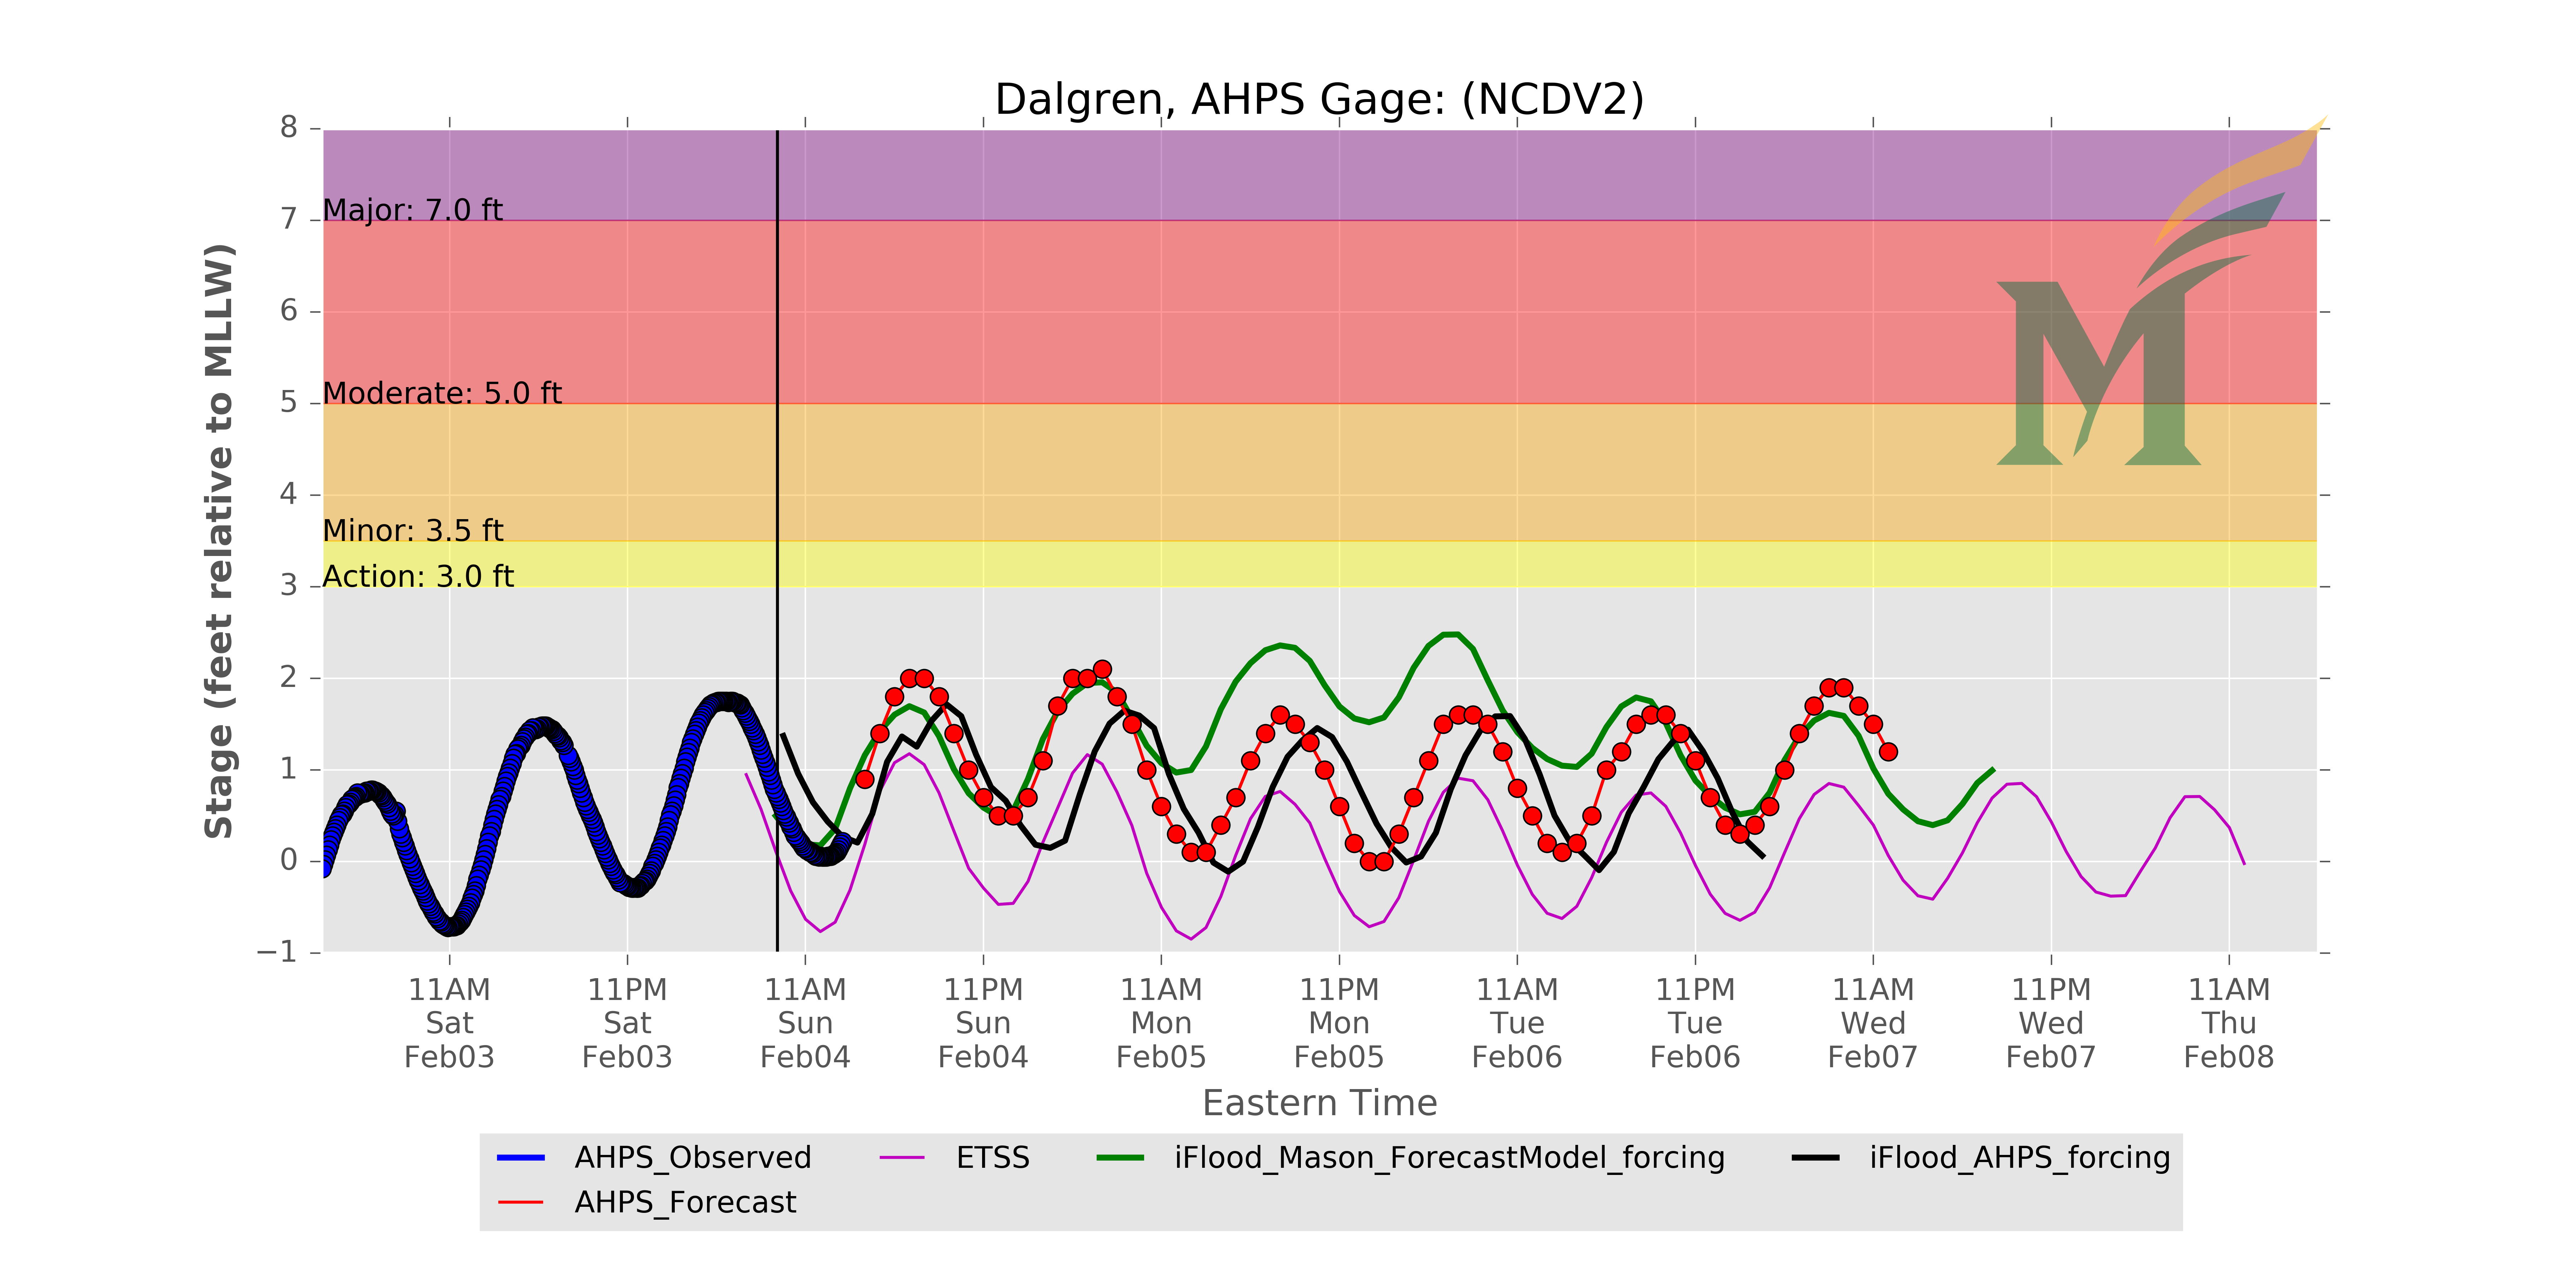 Dalgren, AHPS Gage: (NCDV2)
8
7
6
5
4
3
2
1
0
−1
Stage (feet relative to MLLW)
Major: 7.0 ft
Moderate: 5.0 ft
Minor: 3.5 ft
Action: 3.0 ft
M
11AM
Sat
Feb03
11PM
Sat
Feb03
11AM
Sun
Feb04
11PM
Sun
Feb04
11AM
Mon
Feb05
11PM
Mon
Feb05
11AM
Tue
Feb06
11PM
Tue
Feb06
11AM
Wed
Feb07
11PM
Wed
Feb07
11AM
Thu
Feb08
Eastern Time
AHPS_Observed
AHPS_Forecast
ETSS
iFlood_Mason_ForecastModel_forcing
iFlood_AHPS_forcing